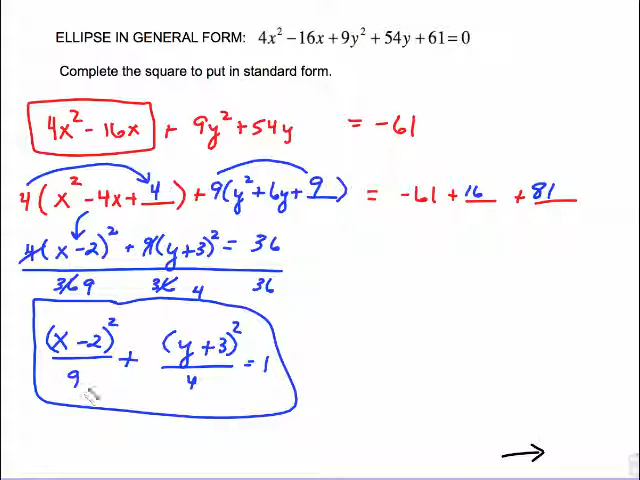 ELLIPSE IN GENERAL FORM: 4x² − 16x + 9y² + 54y + 61 = 0
Complete the square to put in standard form.
4x² − 16x + 9y² + 54y = −61
4(x² − 4x + 4) + 9(y² + 6y + 9) = −61 + 16 + 81
4(x − 2)² + 9(y + 3)² = 36
36 9 36 4 36
(x − 2)² + (y + 3)² = 1
9 4